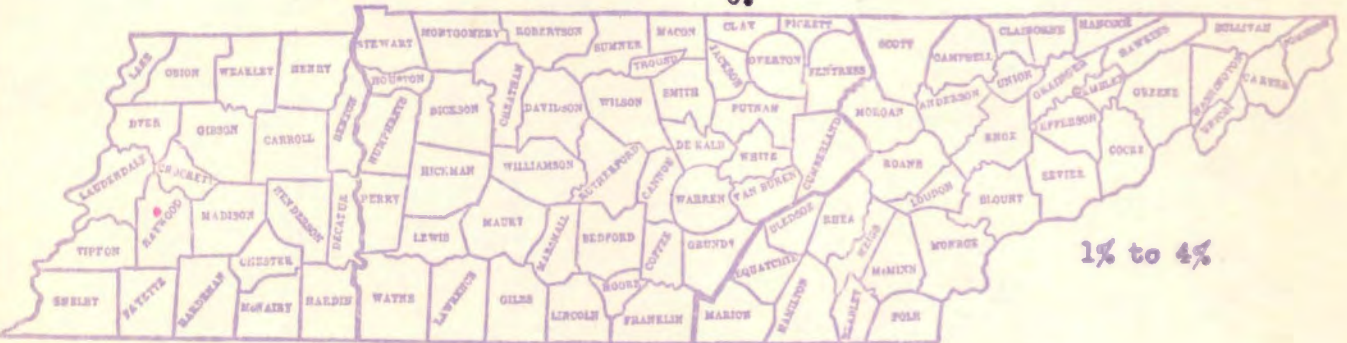 LAKE
OBION
WEAKLEY
HENRY
STEWART
MONTGOMERY
ROBERTSON
SUMNER
MACON
CLAY
PICKETT
SCOTT
CAMPBELL
CLAIBORNE
HANCOCK
HAWKINS
SULLIVAN
JOHNSON
HOUSTON
TROUSD
JACKSON
OVERTON
FENTRESS
UNION
GRAINGER
HAMBLEN
GREENE
WASHINGTON
CARTER
UNICOI
DYER
GIBSON
CARROLL
BENTON
HUMPHREYS
DICKSON
CHEATHAM
DAVIDSON
WILSON
SMITH
PUTNAM
MORGAN
ANDERSON
KNOX
JEFFERSON
COCKE
LAUDERDALE
CROCKETT
HICKMAN
WILLIAMSON
RUTHERFORD
CANNON
DE KALB
WHITE
CUMBERLAND
ROANE
LOUDON
BLOUNT
SEVIER
HAYWOOD
MADISON
HENDERSON
DECATUR
PERRY
WARREN
VAN BUREN
TIPTON
CHESTER
LEWIS
MAURY
MARSHALL
BEDFORD
COFFEE
GRUNDY
BLEDSOE
RHEA
MEIGS
MONROE
1% to 4%
SHELBY
FAYETTE
HARDEMAN
McNAIRY
HARDIN
WAYNE
LAWRENCE
GILES
LINCOLN
MOORE
FRANKLIN
MARION
SEQUATCHIE
HAMILTON
BRADLEY
McMINN
POLK